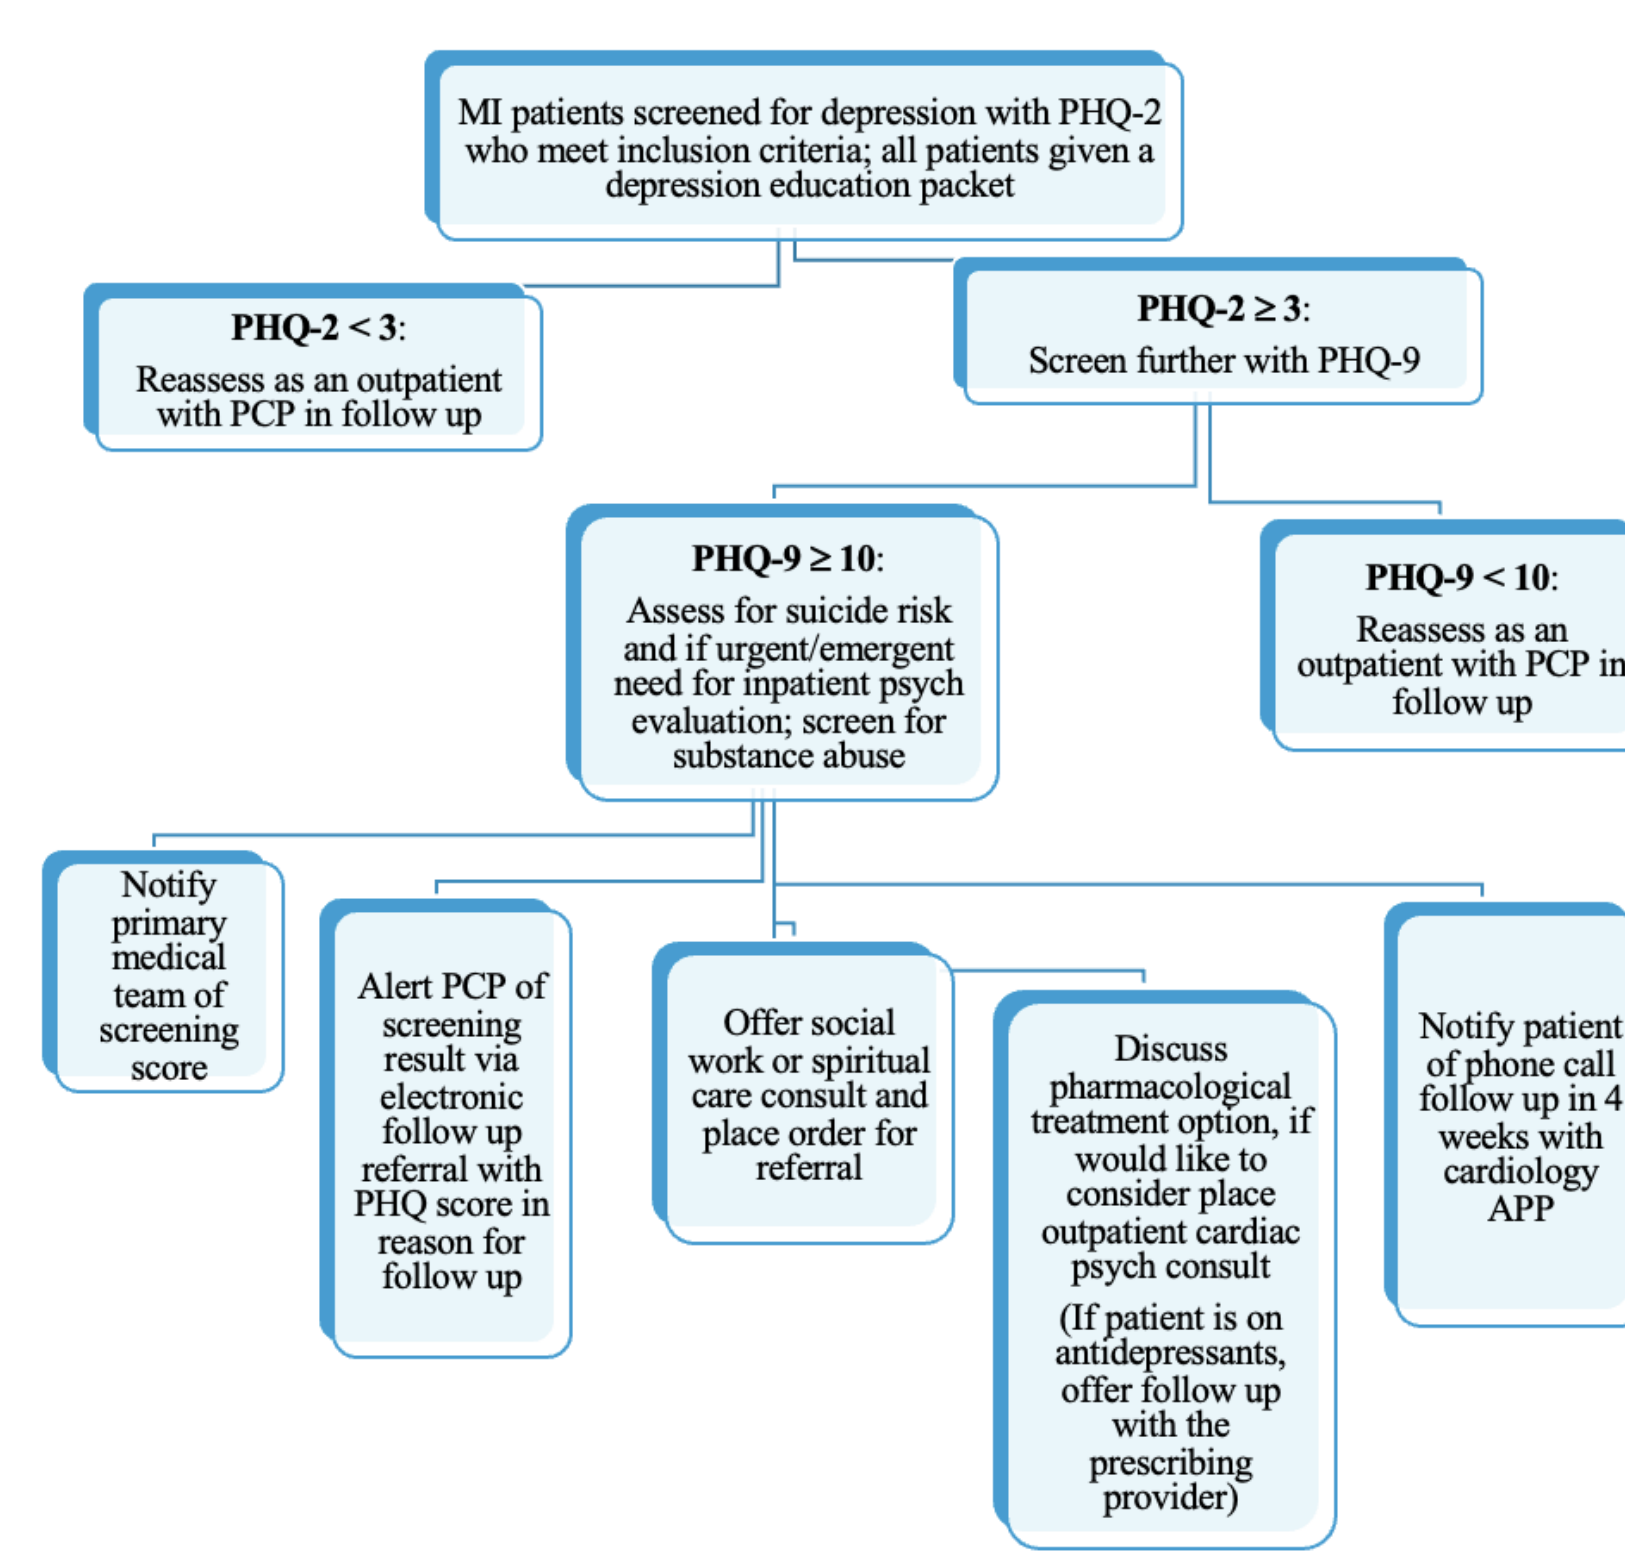 MI patients screened for depression with PHQ-2
who meet inclusion criteria; all patients given a
depression education packet
PHQ-2 < 3:
Reassess as an outpatient
with PCP in follow up
PHQ-2 ≥ 3:
Screen further with PHQ-9
PHQ-9 ≥ 10:
Assess for suicide risk
and if urgent/emergent
need for inpatient psych
evaluation; screen for
substance abuse
PHQ-9 < 10:
Reassess as an
outpatient with PCP in
follow up
Notify
primary
medical
team of
screening
score
Alert PCP of
screening
result via
electronic
follow up
referral with
PHQ score in
reason for
follow up
Offer social
work or spiritual
care consult and
place order for
referral
Discuss
pharmacological
treatment option, if
would like to
consider place
outpatient cardiac
psych consult
(If patient is on
antidepressants,
offer follow up
with the
prescribing
provider)
Notify patient
of phone call
follow up in 4
weeks with
cardiology
APP